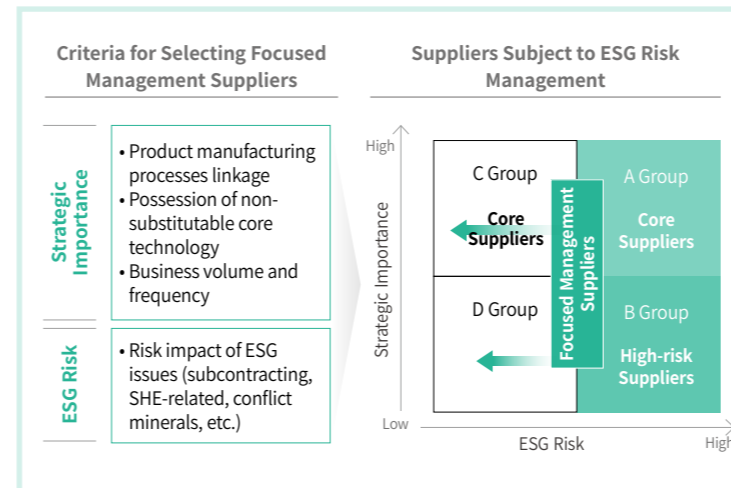 Criteria for Selecting Focused
Management Suppliers
Strategic
Importance
• Product manufacturing
processes linkage
• Possession of non-
substitutable core
technology
• Business volume and
frequency
ESG Risk
• Risk impact of ESG
issues (subcontracting,
SHE-related, conflict
minerals, etc.)
Suppliers Subject to ESG Risk
Management
High
Strategic Importance
Low
C Group
Core
Suppliers
A Group
Core
Suppliers
Focused Management
Suppliers
D Group
B Group
High-risk
Suppliers
ESG Risk
High